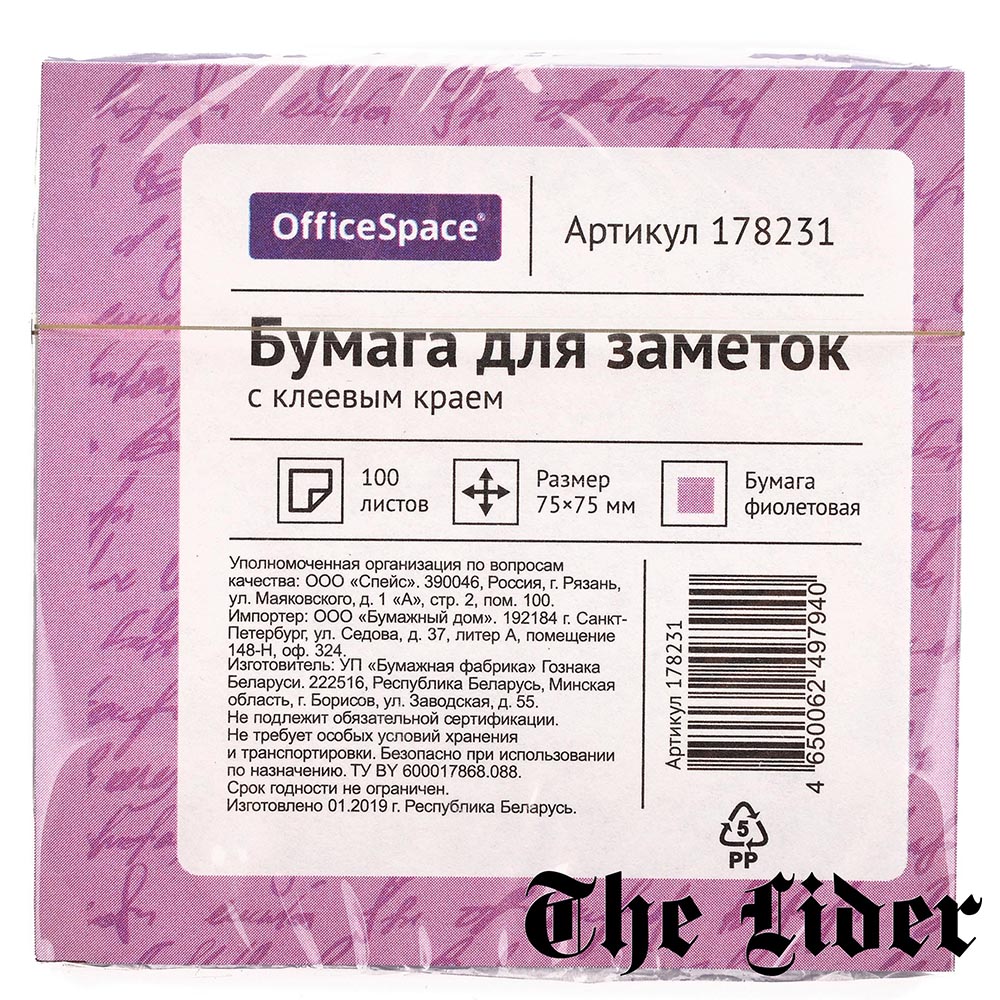 OfficeSpace®
Артикул 178231
Бумага для заметок
с клеевым краем
100
листов
Размер
75×75 мм
Бумага
фиолетовая
Уполномоченная организация по вопросам
качества: ООО «Спейс». 390046, Россия, г. Рязань,
ул. Маяковского, д. 1 «А», стр. 2, пом. 100.
Импортер: ООО «Бумажный дом». 192184 г. Санкт-
Петербург, ул. Седова, д. 37, литер А, помещение
148-Н, оф. 324.
Изготовитель: УП «Бумажная фабрика» Гознака
Беларуси. 222516, Республика Беларусь, Минская
область, г. Борисов, ул. Заводская, д. 55.
Не подлежит обязательной сертификации.
Не требует особых условий хранения
и транспортировки. Безопасно при использовании
по назначению. ТУ BY 600017868.088.
Срок годности не ограничен.
Изготовлено 01.2019 г. Республика Беларусь.
Артикул 178231
4 650062 497940
5
PP
The Lider